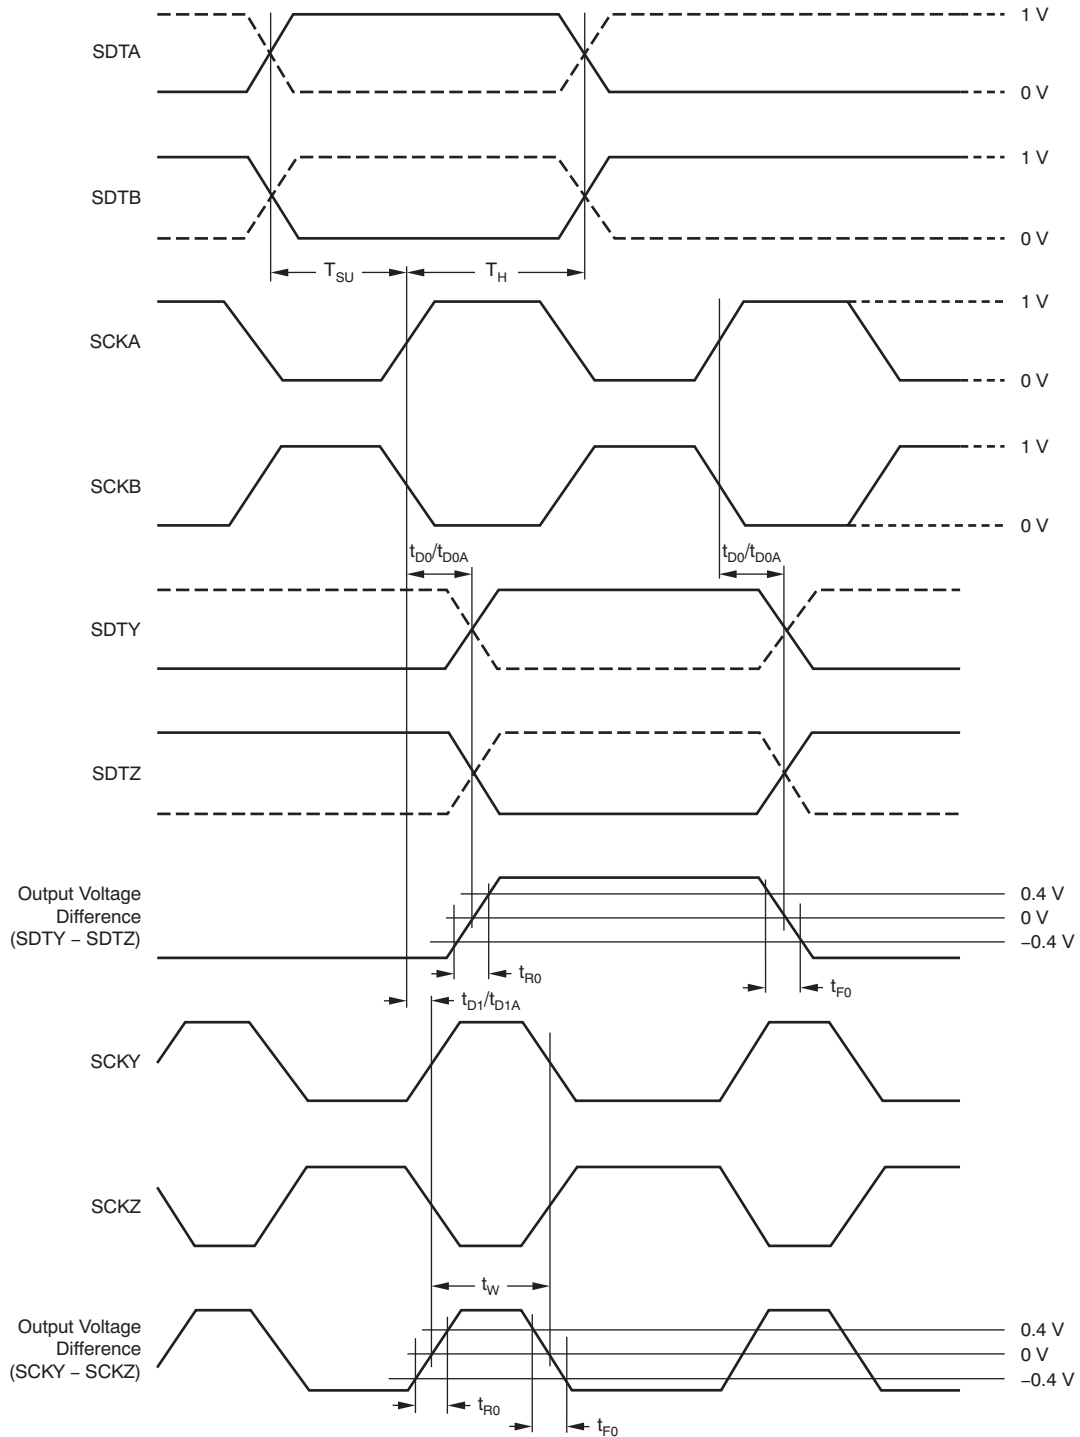 1 V
SDTA
0 V
1 V
SDTB
0 V
T_SU T_H
1 V
SCKA
0 V
1 V
SCKB
0 V
t_D0/t_D0A t_D0/t_D0A
SDTY
SDTZ
Output Voltage
Difference
(SDTY – SDTZ)
0.4 V
0 V
–0.4 V
t_R0 t_F0
t_D1/t_D1A
SCKY
SCKZ
t_W
Output Voltage
Difference
(SCKY – SCKZ)
0.4 V
0 V
–0.4 V
t_R0 t_F0